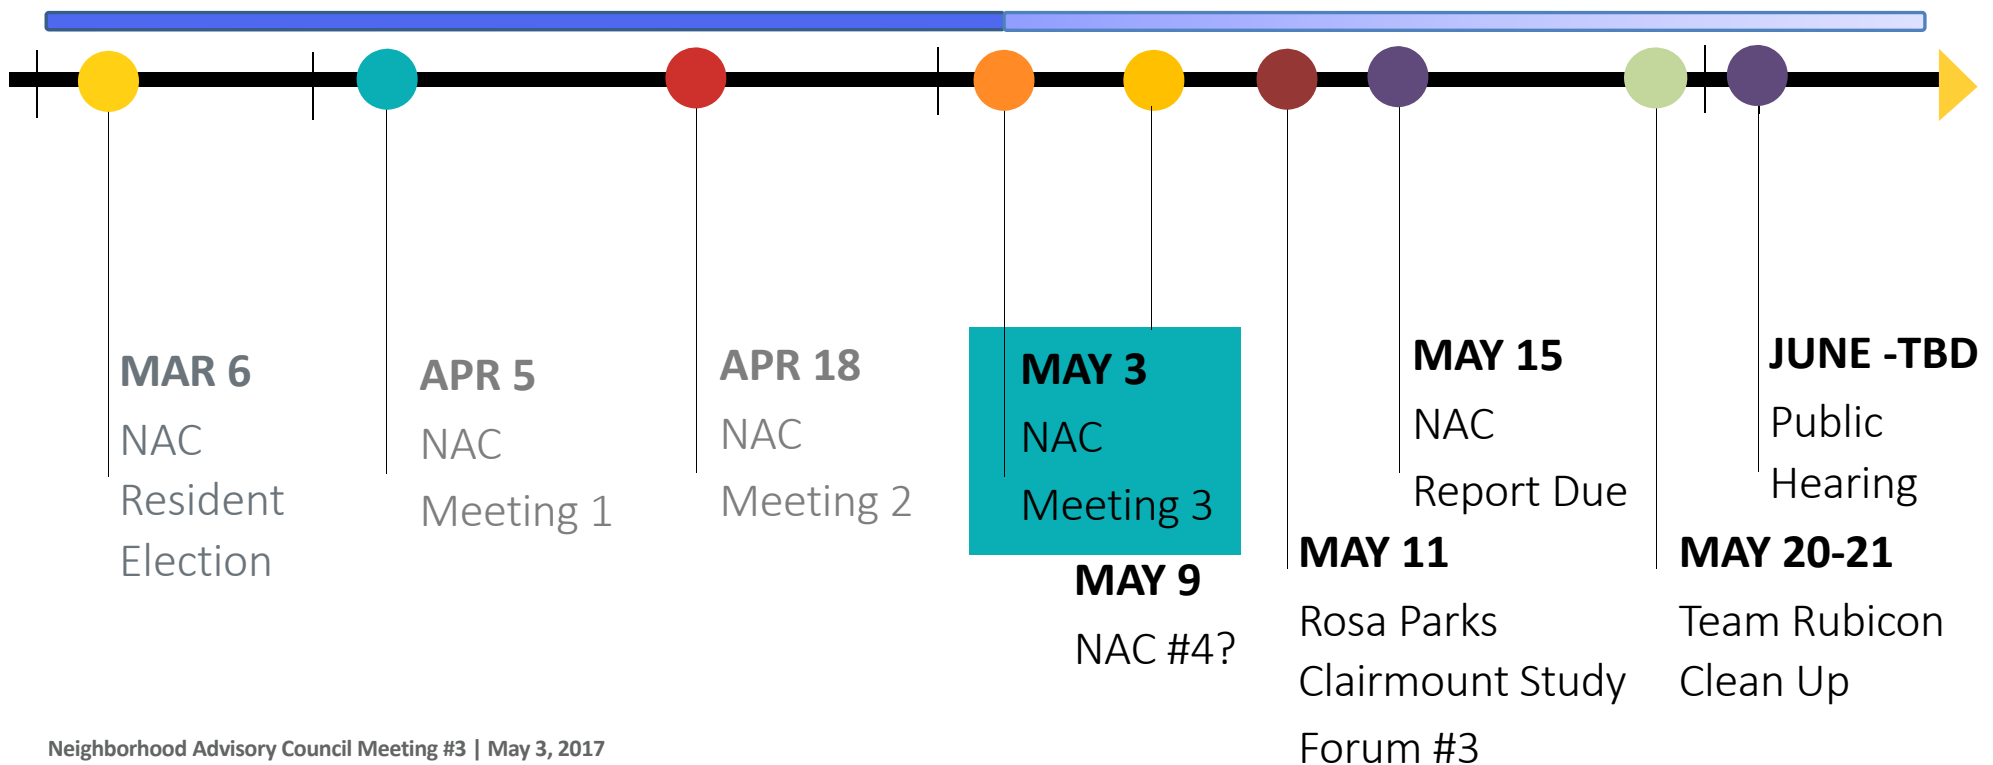 MAR 6
NAC
Resident
Election
APR 5
NAC
Meeting 1
APR 18
NAC
Meeting 2
MAY 3
NAC
Meeting 3
MAY 9
NAC #4?
MAY 11
Rosa Parks
Clairmount Study
Forum #3
MAY 15
NAC
Report Due
MAY 20-21
Team Rubicon
Clean Up
JUNE -TBD
Public
Hearing
Neighborhood Advisory Council Meeting #3 | May 3, 2017